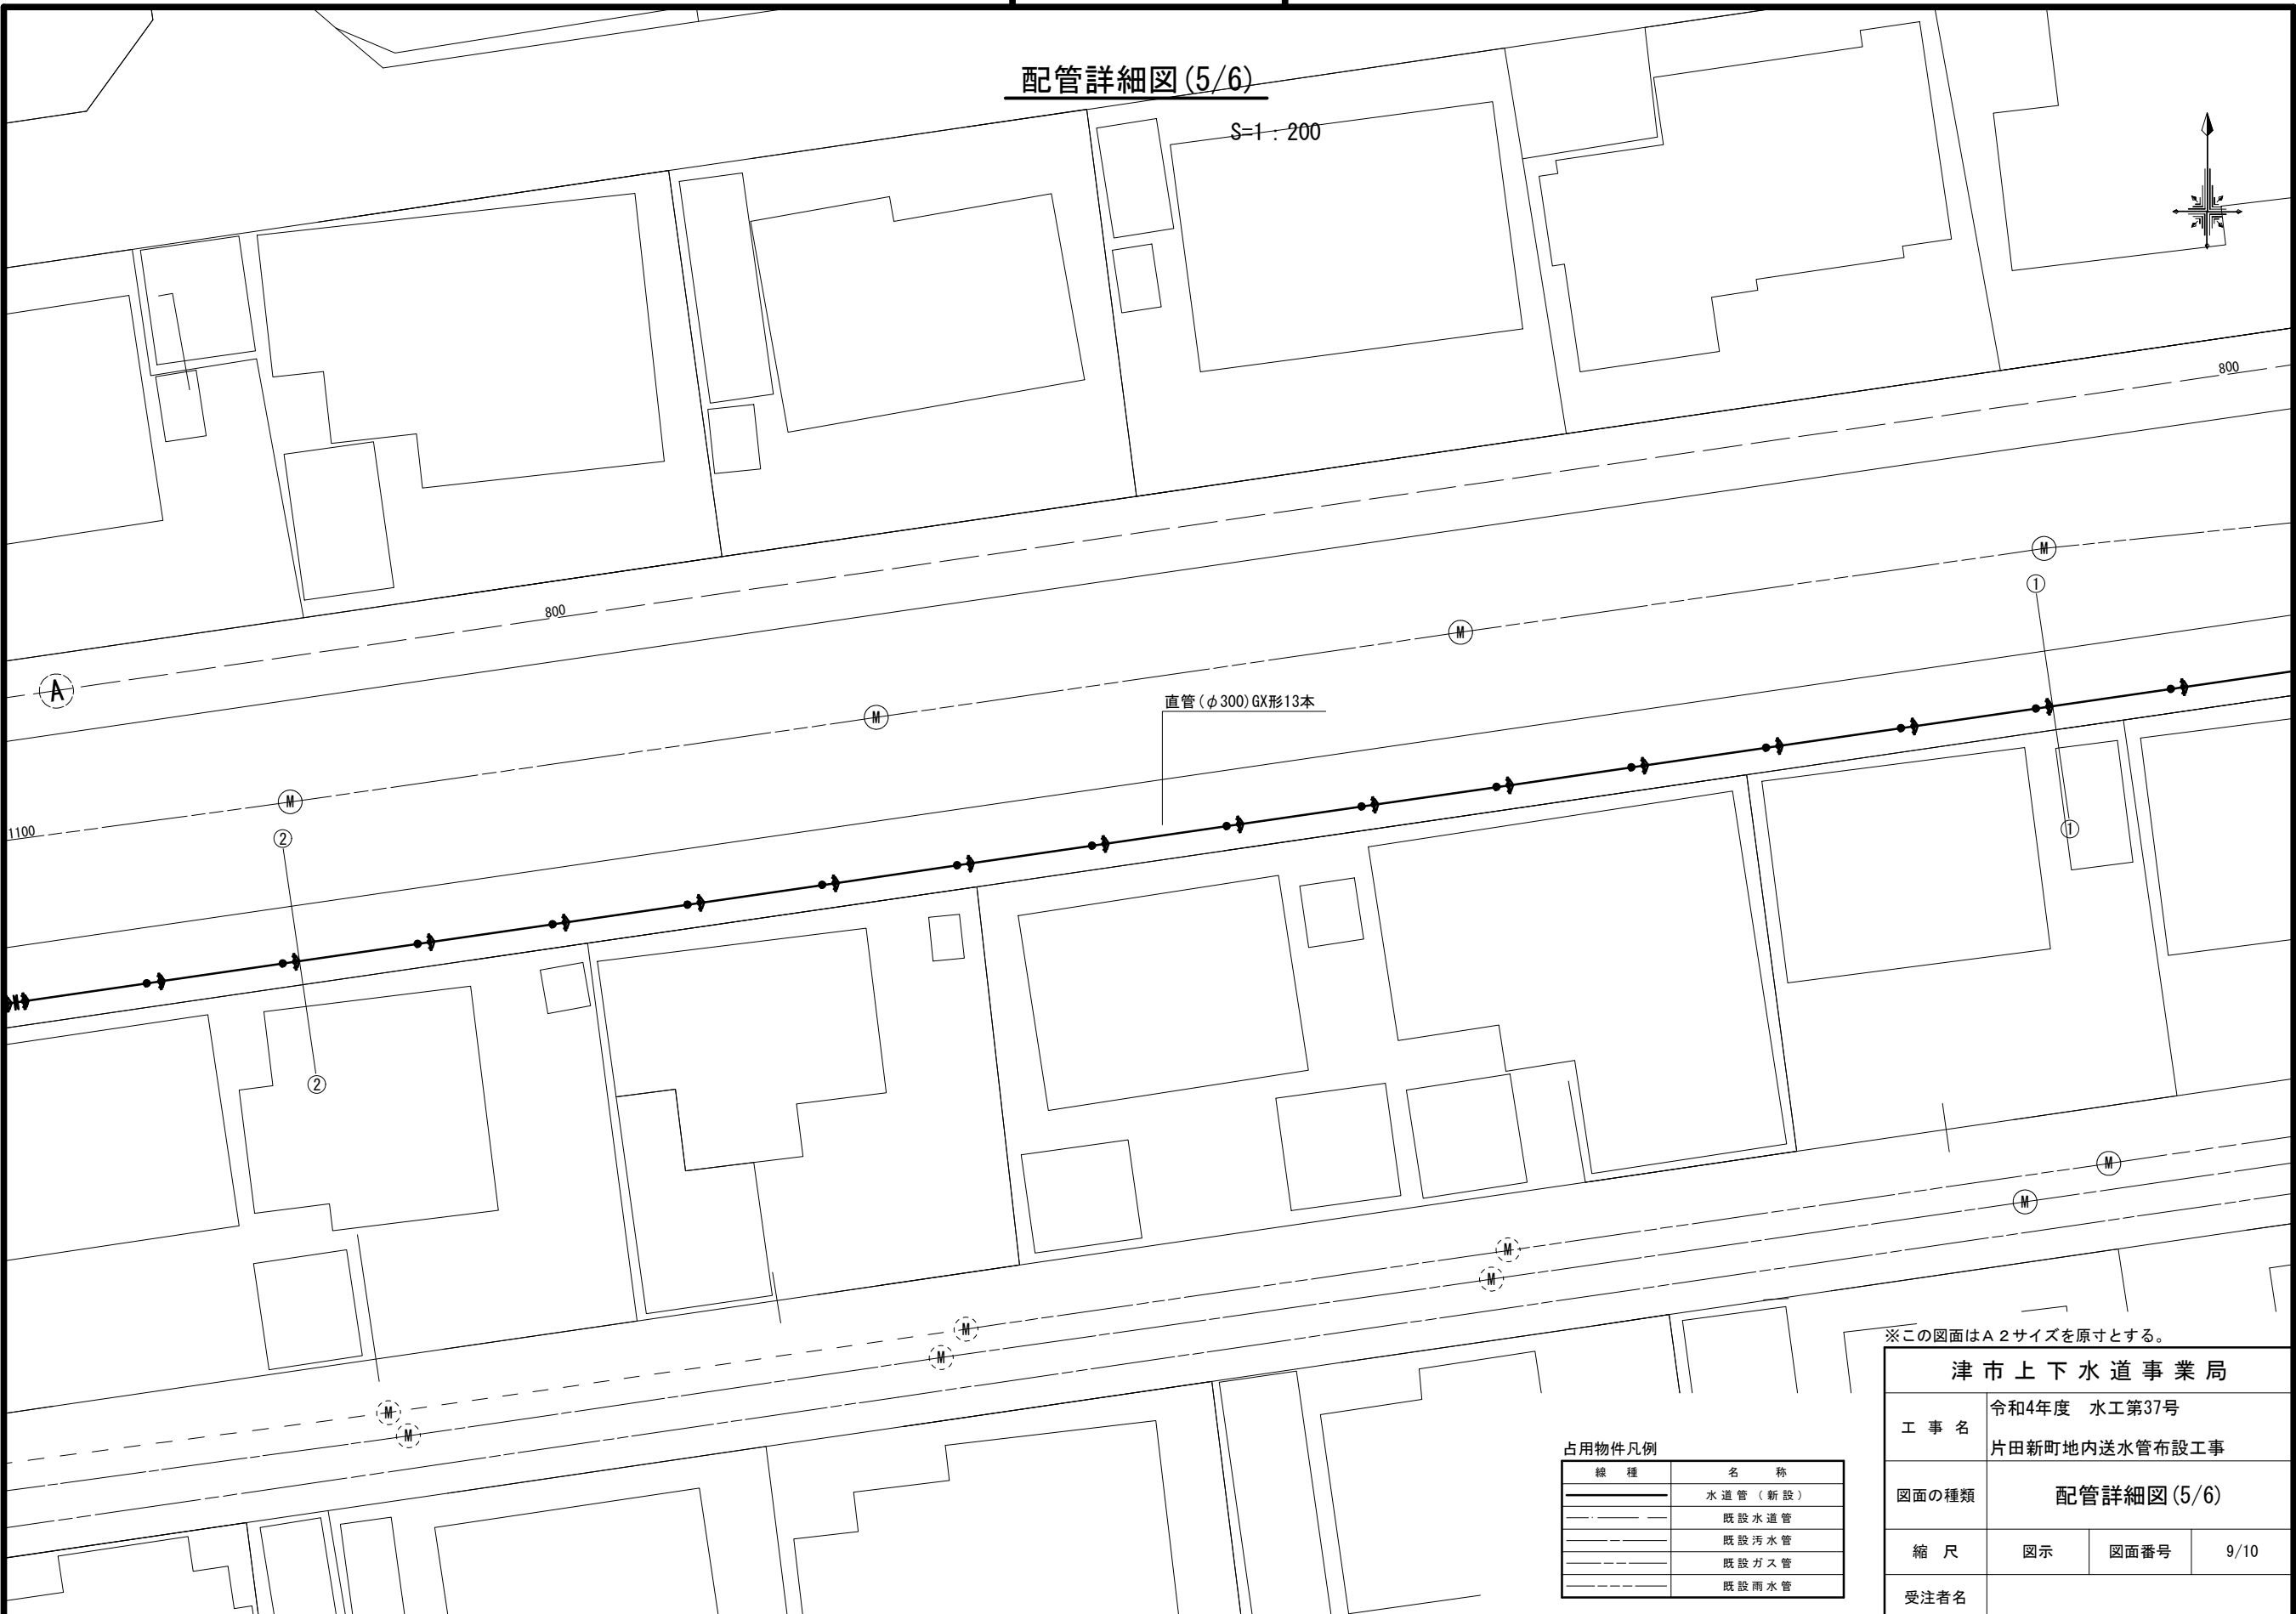 配管詳細図(5/6)
S=1：200
800
800
A
M
M
M
M
1100
①
①
②
②
直管(φ300)GX形13本
M
M
M
M
M
M
M
M
※この図面はA2サイズを原寸とする。
津市上下水道事業局
工事名
令和4年度　水工第37号
片田新町地内送水管布設工事
図面の種類
配管詳細図(5/6)
縮尺 図示 図面番号 9/10
受注者名
占用物件凡例
線種 名称
水道管（新設）
既設水道管
既設汚水管
既設ガス管
既設雨水管